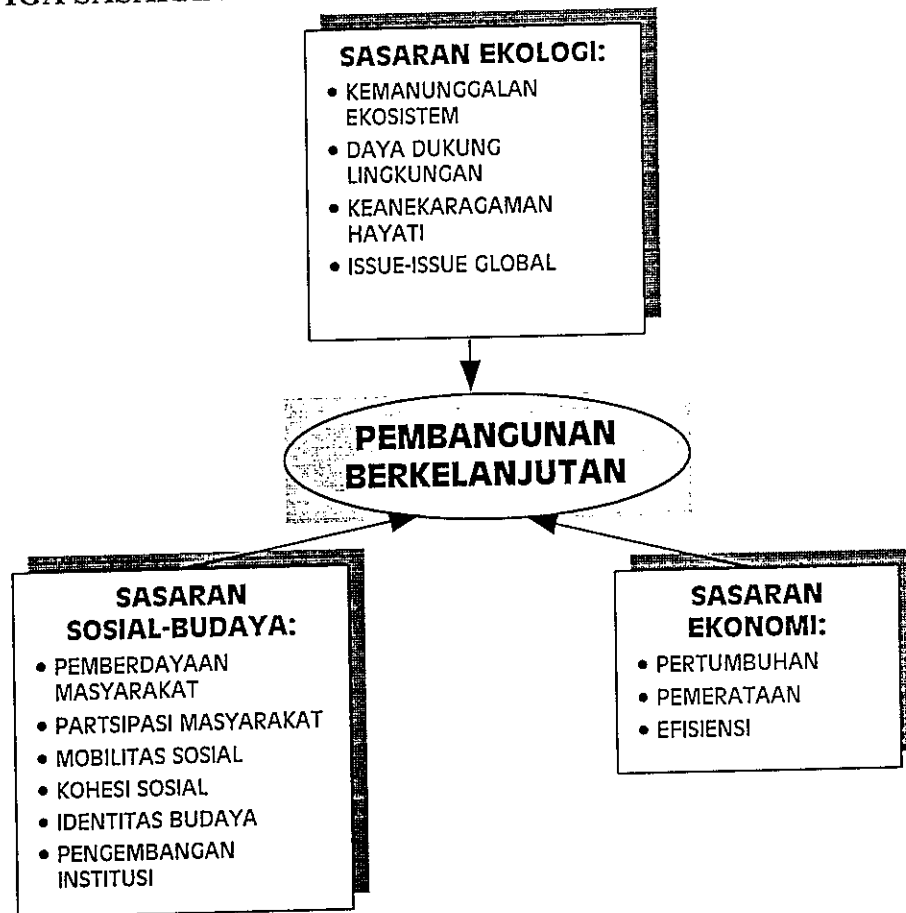 SASARAN EKOLOGI:
• KEMANUNGGALAN
EKOSISTEM
• DAYA DUKUNG
LINGKUNGAN
• KEANEKARAGAMAN
HAYATI
• ISSUE-ISSUE GLOBAL
PEMBANGUNAN
BERKELANJUTAN
SASARAN
SOSIAL-BUDAYA:
• PEMBERDAYAAN
MASYARAKAT
• PARTSIPASI MASYARAKAT
• MOBILITAS SOSIAL
• KOHESI SOSIAL
• IDENTITAS BUDAYA
• PENGEMBANGAN
INSTITUSI
SASARAN
EKONOMI:
• PERTUMBUHAN
• PEMERATAAN
• EFISIENSI